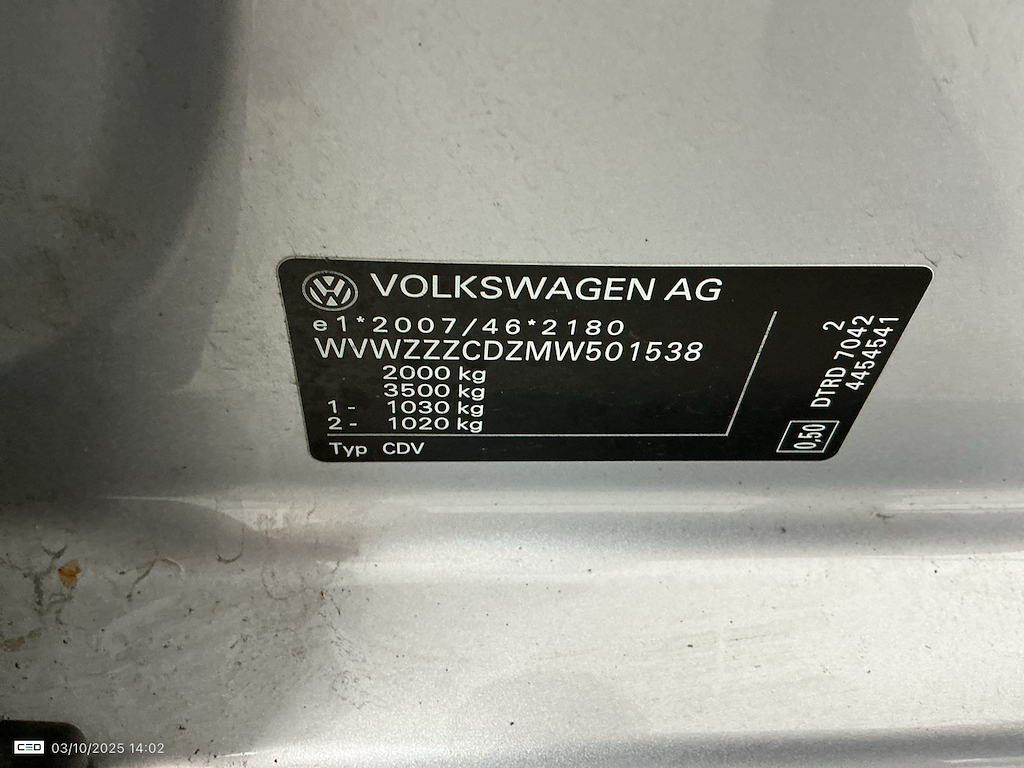 VOLKSWAGEN AG
e1*2007/46*2180
WVWZZZCDZMW501538
2000 kg
3500 kg
1 - 1030 kg
2 - 1020 kg
Typ CDV
2
DTRD 7042
4454541
0,50
CEO 03/10/2025 14:02